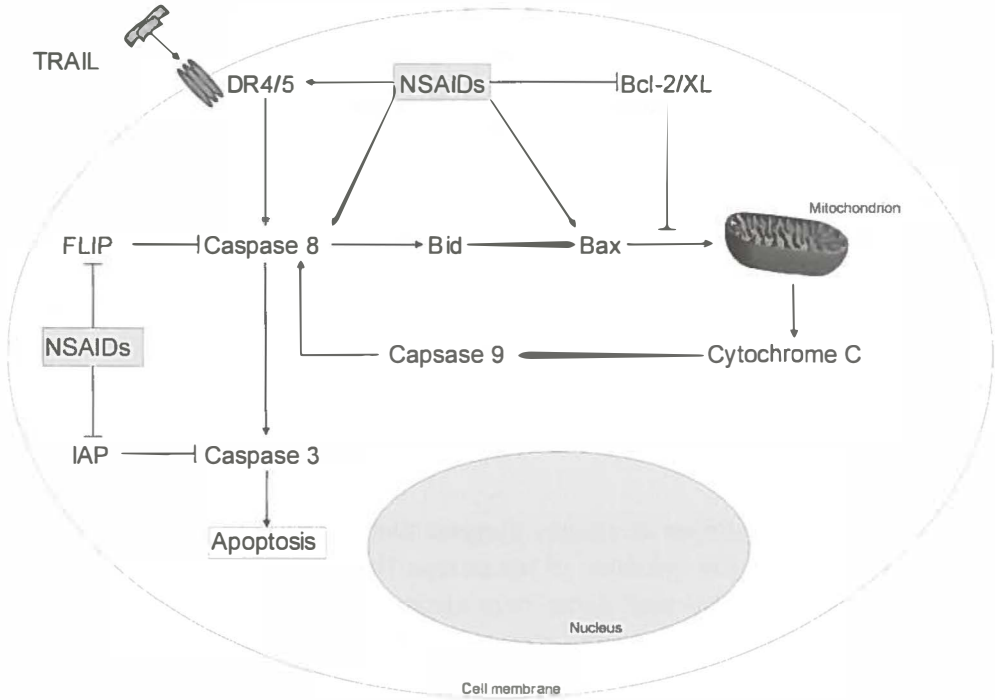 TRAIL
DR4/5
NSAIDs
Bcl-2/XL
Mitochondrion
FLIP
Caspase 8
Bid
Bax
NSAIDs
Capsase 9
Cytochrome C
IAP
Caspase 3
Apoptosis
Nucleus
Cell membrane